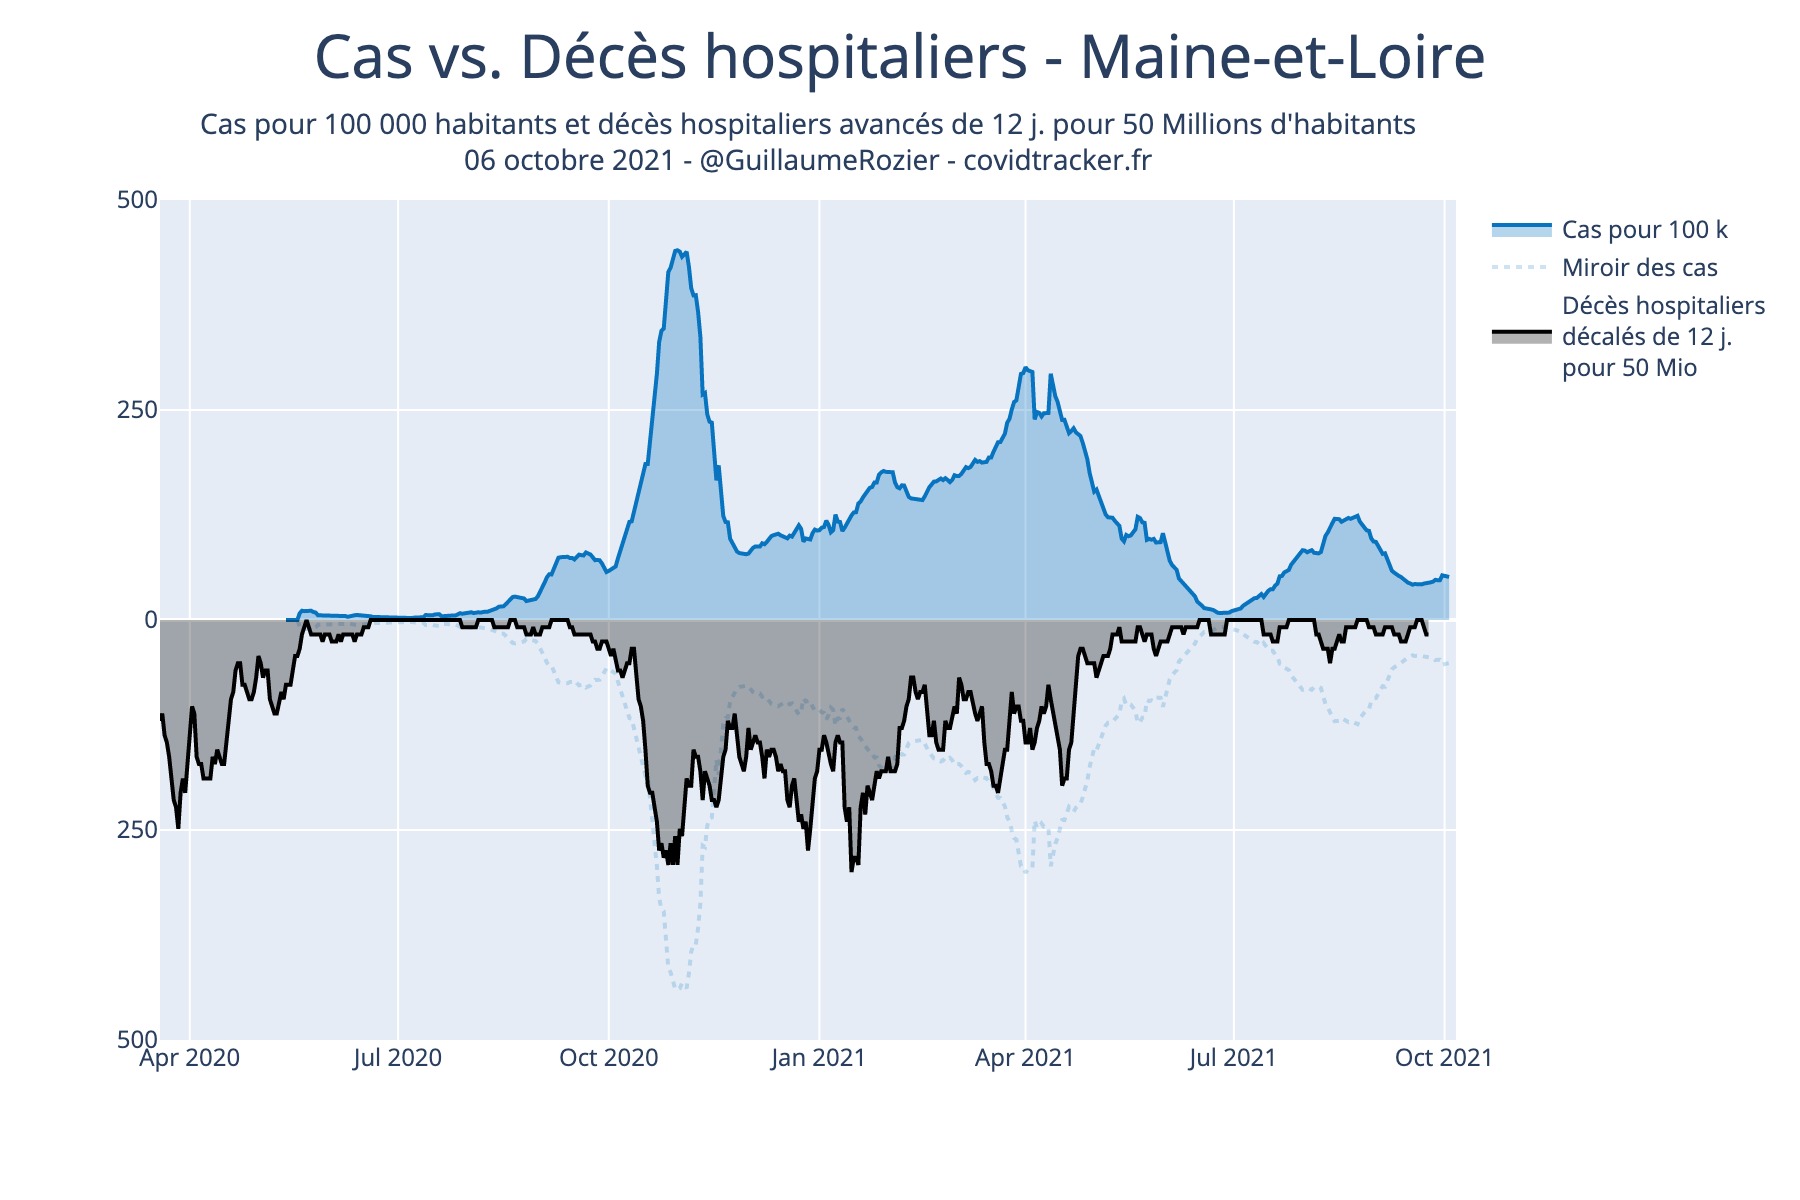 Cas vs. Décès hospitaliers - Maine-et-Loire
Cas pour 100 000 habitants et décès hospitaliers avancés de 12 j. pour 50 Millions d'habitants
06 octobre 2021 - @GuillaumeRozier - covidtracker.fr
500
250
0
250
500
Apr 2020
Jul 2020
Oct 2020
Jan 2021
Apr 2021
Jul 2021
Oct 2021
Cas pour 100 k
Miroir des cas
Décès hospitaliers
décalés de 12 j.
pour 50 Mio